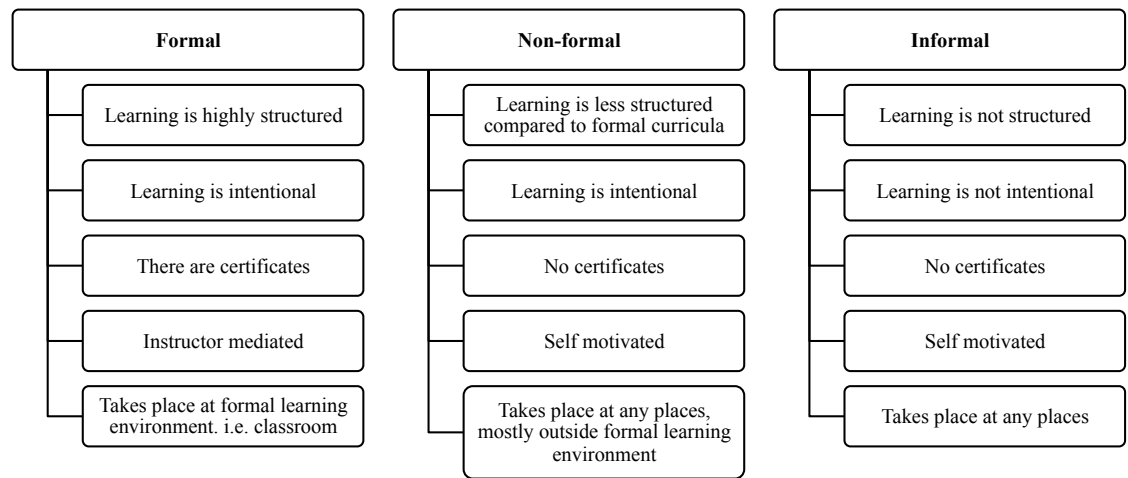 Formal
Learning is highly structured
Learning is intentional
There are certificates
Instructor mediated
Takes place at formal learning
environment. i.e. classroom
Non-formal
Learning is less structured
compared to formal curricula
Learning is intentional
No certificates
Self motivated
Takes place at any places,
mostly outside formal learning
environment
Informal
Learning is not structured
Learning is not intentional
No certificates
Self motivated
Takes place at any places